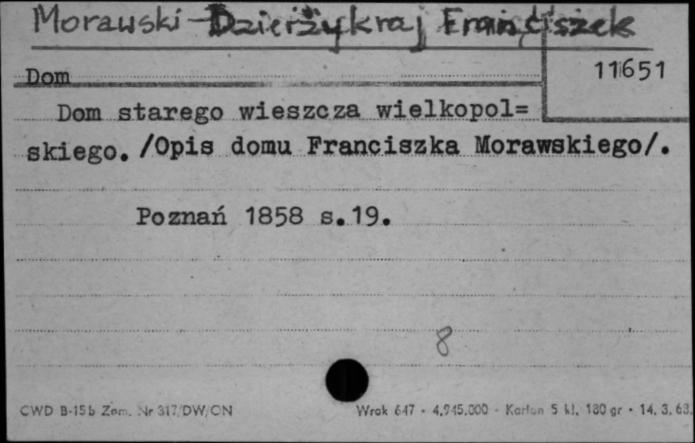 Morawski-Dzierżykraj Franciszek
Dom
11651
Dom starego wieszcza wielkopol=
skiego. /Opis domu Franciszka Morawskiego/.
Poznań 1858 s.19.
8
CWD B-15b Zam. Nr 317/DW/ON Wrok 647 - 4.945.000 - Karton 5 kl. 180 gr - 14. 3. 63.